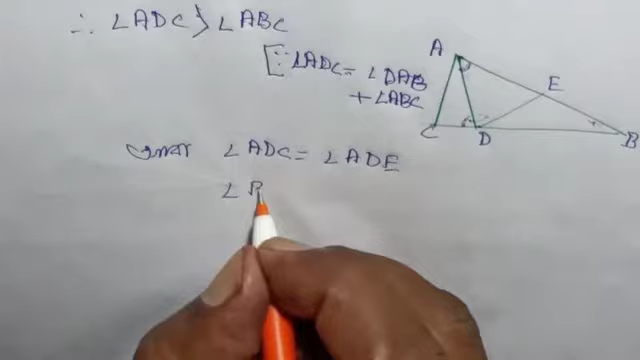 ∴ ∠ADC > ∠ABC
[∵ ∠ADC = ∠DAB
+ ∠ABC
A
E
C D B
∠ADC = ∠ADE
∠ B